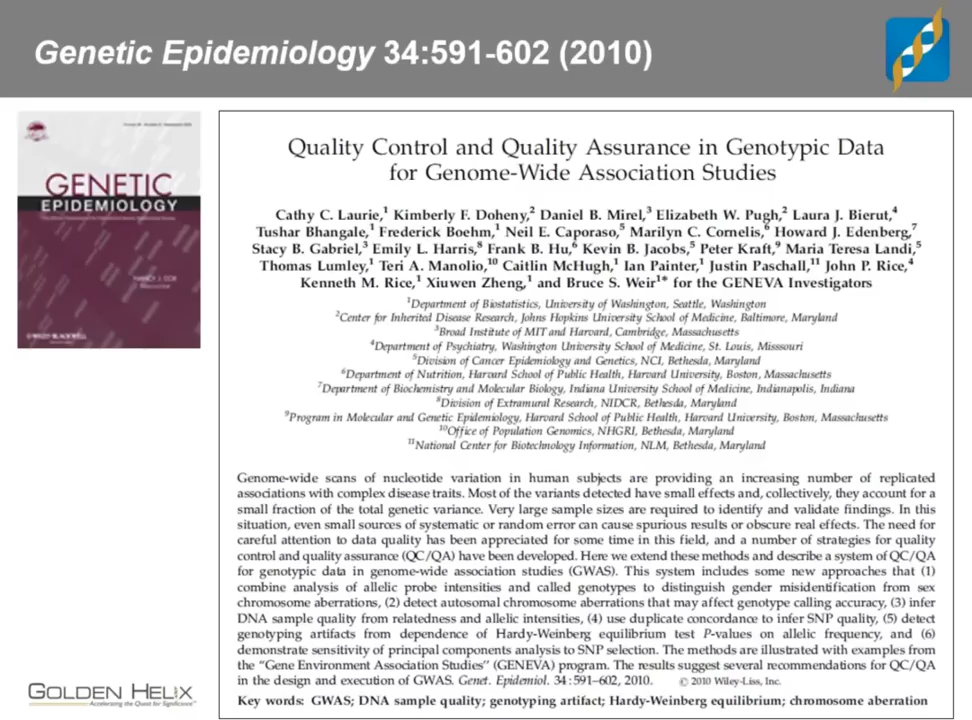 Genetic Epidemiology 34:591-602 (2010)
GENETIC
EPIDEMIOLOGY
WILEY-BLACKWELL
Quality Control and Quality Assurance in Genotypic Data
for Genome-Wide Association Studies
Cathy C. Laurie,1 Kimberly F. Doheny,2 Daniel B. Mirel,3 Elizabeth W. Pugh,2 Laura J. Bierut,4
Tushar Bhangale,1 Frederick Boehm,1 Neil E. Caporaso,5 Marilyn C. Cornelis,6 Howard J. Edenberg,7
Stacy B. Gabriel,3 Emily L. Harris,8 Frank B. Hu,6 Kevin B. Jacobs,5 Peter Kraft,9 Maria Teresa Landi,5
Thomas Lumley,1 Teri A. Manolio,10 Caitlin McHugh,1 Ian Painter,1 Justin Paschall,11 John P. Rice,4
Kenneth M. Rice,1 Xiuwen Zheng,1 and Bruce S. Weir1* for the GENEVA Investigators
1Department of Biostatistics, University of Washington, Seattle, Washington
2Center for Inherited Disease Research, Johns Hopkins University School of Medicine, Baltimore, Maryland
3Broad Institute of MIT and Harvard, Cambridge, Massachusetts
4Department of Psychiatry, Washington University School of Medicine, St. Louis, Misssouri
5Division of Cancer Epidemiology and Genetics, NCI, Bethesda, Maryland
6Department of Nutrition, Harvard School of Public Health, Harvard University, Boston, Massachusetts
7Department of Biochemistry and Molecular Biology, Indiana University School of Medicine, Indianapolis, Indiana
8Division of Extramural Research, NIDCR, Bethesda, Maryland
9Program in Molecular and Genetic Epidemiology, Harvard School of Public Health, Harvard University, Boston, Massachusetts
10Office of Population Genomics, NHGRI, Bethesda, Maryland
11National Center for Biotechnology Information, NLM, Bethesda, Maryland
Genome-wide scans of nucleotide variation in human subjects are providing an increasing number of replicated
associations with complex disease traits. Most of the variants detected have small effects and, collectively, they account for a
small fraction of the total genetic variance. Very large sample sizes are required to identify and validate findings. In this
situation, even small sources of systematic or random error can cause spurious results or obscure real effects. The need for
careful attention to data quality has been appreciated for some time in this field, and a number of strategies for quality
control and quality assurance (QC/QA) have been developed. Here we extend these methods and describe a system of QC/QA
for genotypic data in genome-wide association studies (GWAS). This system includes some new approaches that (1)
combine analysis of allelic probe intensities and called genotypes to distinguish gender misidentification from sex
chromosome aberrations, (2) detect autosomal chromosome aberrations that may affect genotype calling accuracy, (3) infer
DNA sample quality from relatedness and allelic intensities, (4) use duplicate concordance to infer SNP quality, (5) detect
genotyping artifacts from dependence of Hardy-Weinberg equilibrium test P-values on allelic frequency, and (6)
demonstrate sensitivity of principal components analysis to SNP selection. The methods are illustrated with examples from
the "Gene Environment Association Studies" (GENEVA) program. The results suggest several recommendations for QC/QA
in the design and execution of GWAS. Genet. Epidemiol. 34:591–602, 2010. © 2010 Wiley-Liss, Inc.
Key words: GWAS; DNA sample quality; genotyping artifact; Hardy-Weinberg equilibrium; chromosome aberration
GOLDEN HELIX
Accelerating the Quest for Significance™